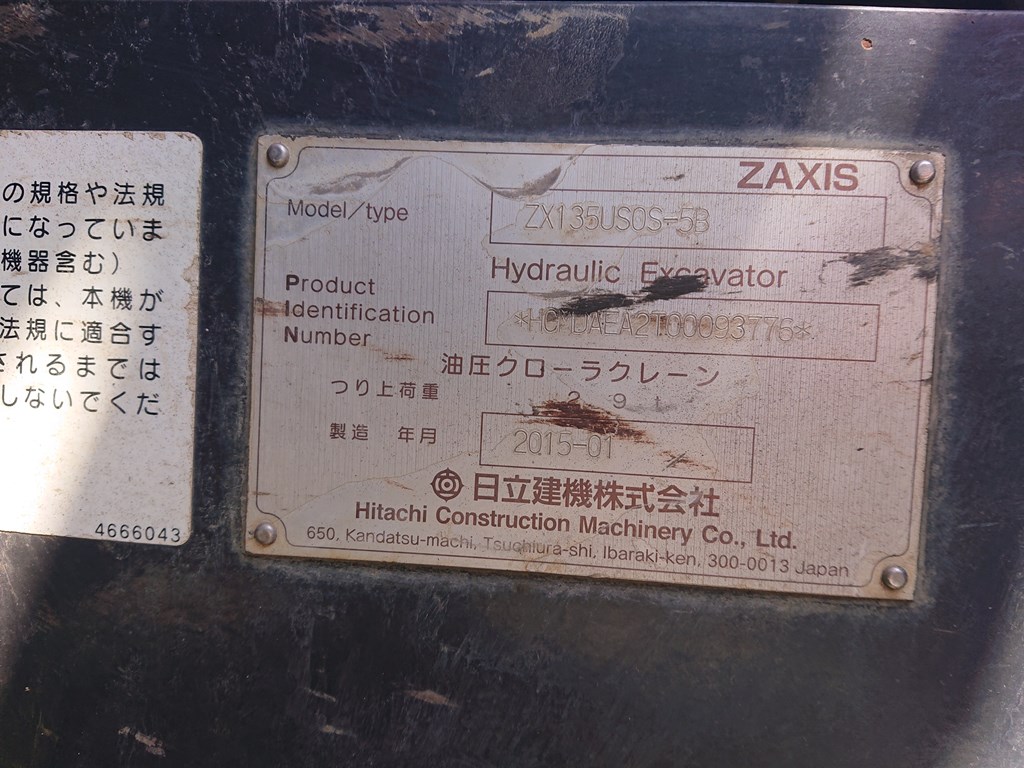 の規格や法規
になっていま
機器含む)
ては、本機が
法規に適合す
されるまでは
しないでくだ
4666043
ZAXIS
Model/type
ZX135USOS-5B
Hydraulic Excavator
Product
Identification
Number
*HCMDAEA2T00093776*
油圧クローラクレーン
つり上荷重
製造 年月
2015-01
日立建機株式会社
Hitachi Construction Machinery Co., Ltd.
650, Kandatsu-machi, Tsuchiura-shi, Ibaraki-ken, 300-0013 Japan